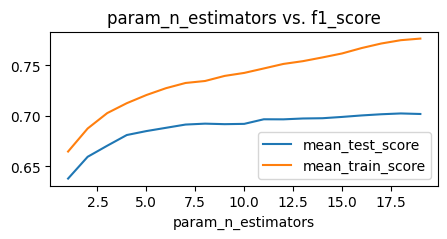 param_n_estimators vs. f1_score
0.75
0.70
0.65
mean_test_score
mean_train_score
2.5 5.0 7.5 10.0 12.5 15.0 17.5
param_n_estimators